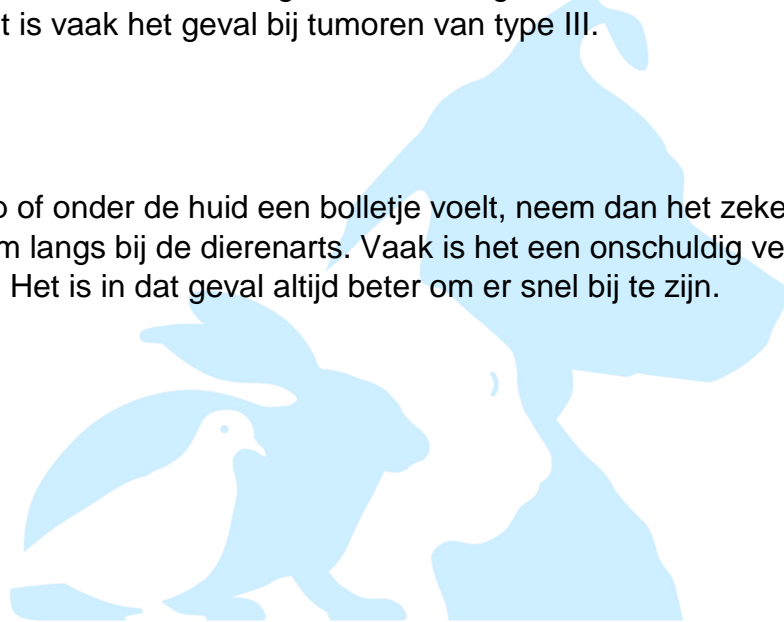 t is vaak het geval bij tumoren van type III.
of onder de huid een bolletje voelt, neem dan het zeke
langs bij de dierenarts. Vaak is het een onschuldig ve
Het is in dat geval altijd beter om er snel bij te zijn.